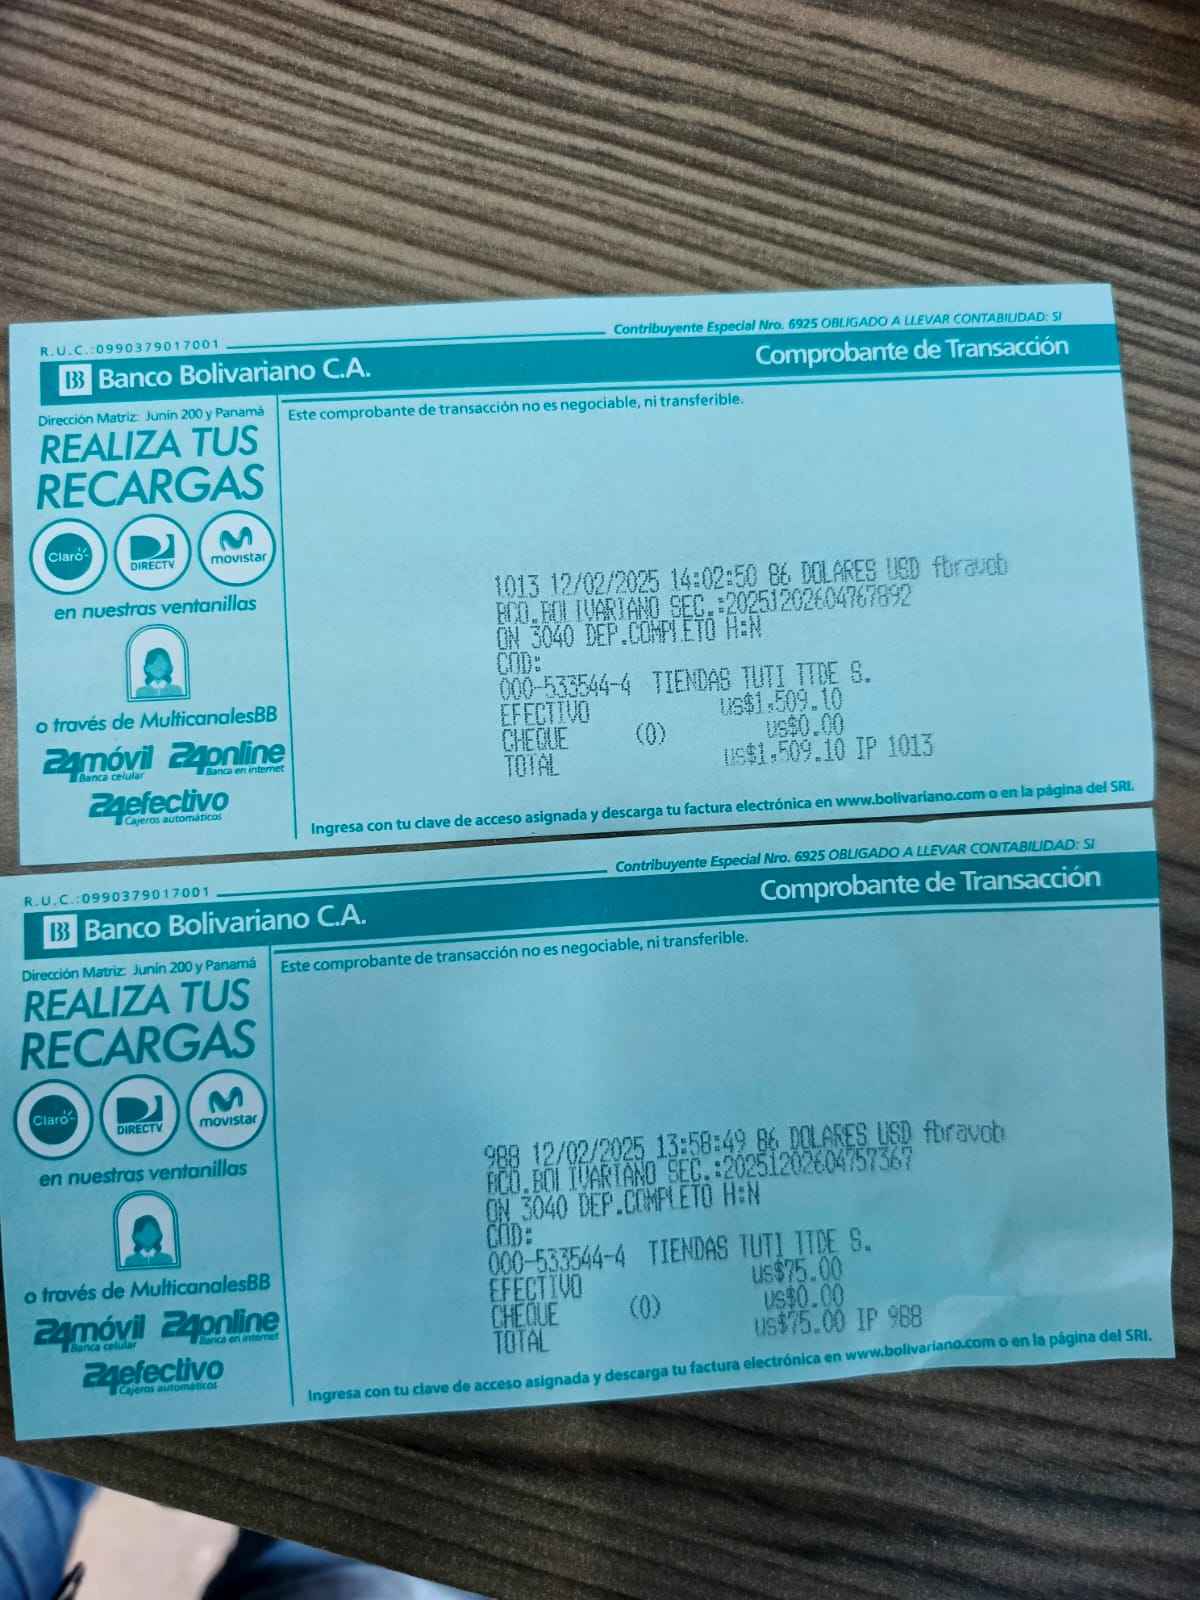 R.U.C.:0990379017001
Contribuyente Especial Nro. 6925 OBLIGADO A LLEVAR CONTABILIDAD: SI
Banco Bolivariano C.A.
Comprobante de Transacción
Dirección Matriz: Junín 200 y Panamá
Este comprobante de transacción no es negociable, ni transferible.
REALIZA TUS
RECARGAS
Claro
DIRECTV
movistar
en nuestras ventanillas
o través de MulticanalesBB
24móvil
Banca celular
24online
Banca en internet
24efectivo
Cajeros automáticos
1013 12/02/2025 14:02:50 86 DOLARES USD fbravob
BCO.BOLIVARIANO SEC.:20251202604767892
ON 3040 DEP.COMPLETO H:N
COD:
000-533544-4 TIENDAS TUTI TTDE S.
EFECTIVO us$1,509.10
CHEQUE (0) us$0.00
TOTAL us$1,509.10 IP 1013
Ingresa con tu clave de acceso asignada y descarga tu factura electrónica en www.bolivariano.com o en la página del SRI.
R.U.C.:0990379017001
Contribuyente Especial Nro. 6925 OBLIGADO A LLEVAR CONTABILIDAD: SI
Banco Bolivariano C.A.
Comprobante de Transacción
Dirección Matriz: Junín 200 y Panamá
Este comprobante de transacción no es negociable, ni transferible.
REALIZA TUS
RECARGAS
Claro
DIRECTV
movistar
en nuestras ventanillas
o través de MulticanalesBB
24móvil
Banca celular
24online
Banca en internet
24efectivo
Cajeros automáticos
988 12/02/2025 13:58:49 86 DOLARES USD fbravob
BCO.BOLIVARIANO SEC.:20251202604757367
ON 3040 DEP.COMPLETO H:N
COD:
000-533544-4 TIENDAS TUTI TTDE S.
EFECTIVO us$75.00
CHEQUE (0) us$0.00
TOTAL us$75.00 IP 988
Ingresa con tu clave de acceso asignada y descarga tu factura electrónica en www.bolivariano.com o en la página del SRI.